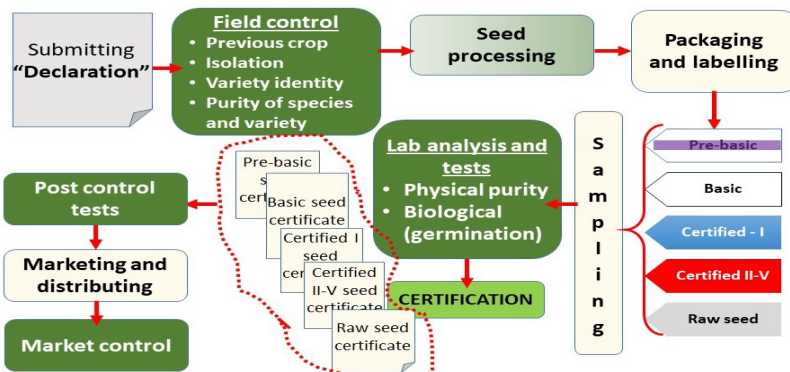 Submitting
“Declaration”
Field control
• Previous crop
• Isolation
• Variety identity
• Purity of species
and variety
Seed
processing
Packaging
and labelling
Pre-basic
Basic
Certified - I
Certified II-V
Raw seed
Sampling
Lab analysis and
tests
• Physical purity
• Biological
(germination)
CERTIFICATION
Pre-basic
s
certi
Basic seed
certificate
Certified I
seed
certi
Certified
II-V seed
certificate
Raw seed
certificate
Post control
tests
Marketing and
distributing
Market control